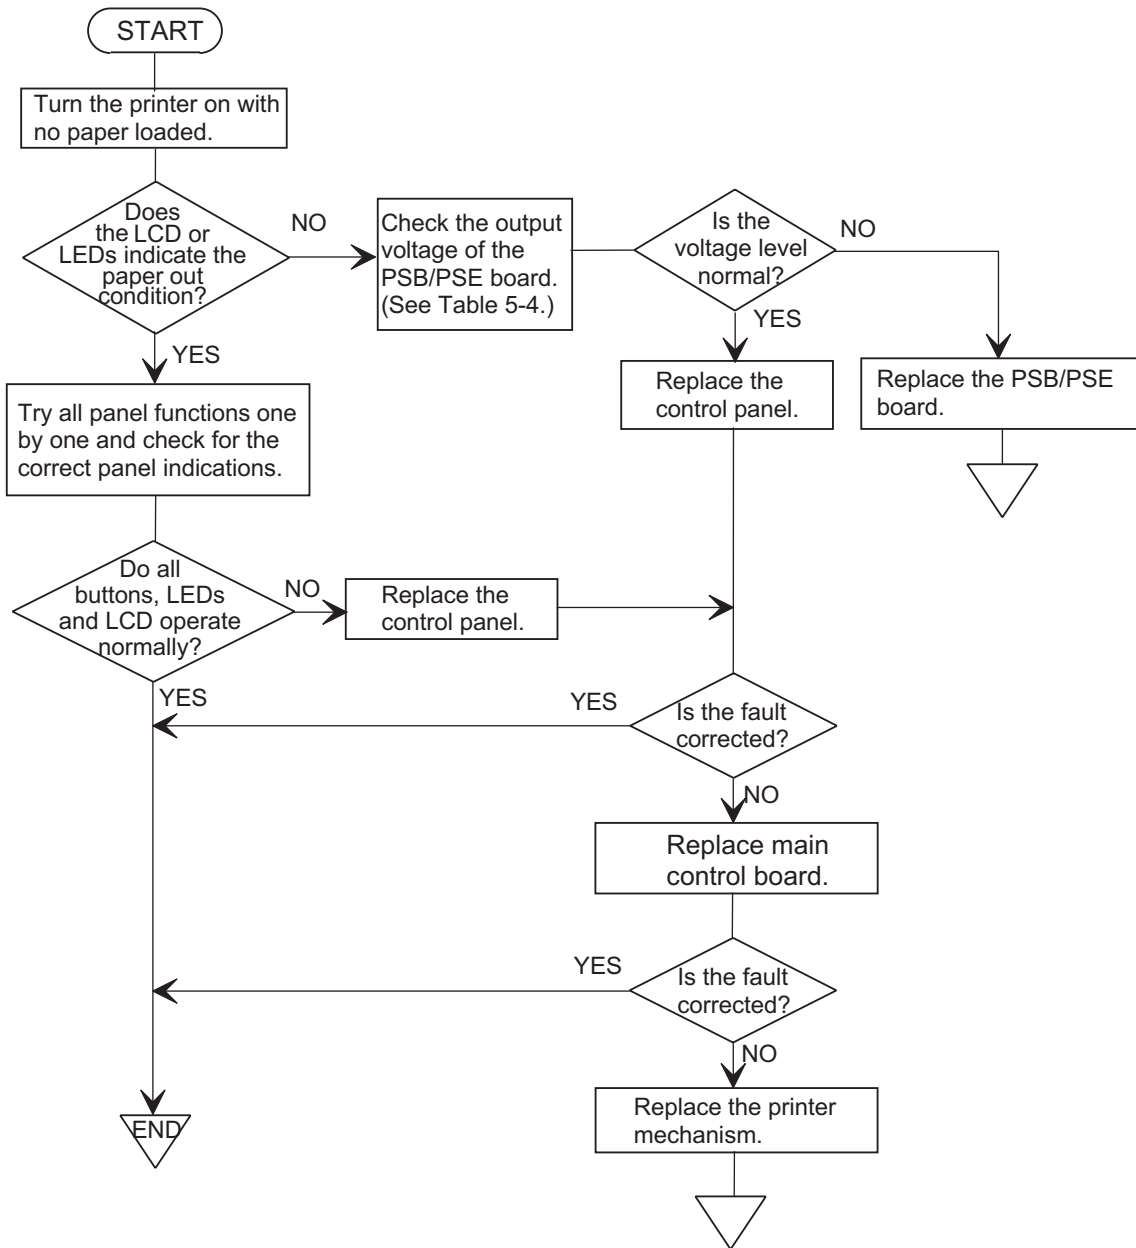 START
Turn the printer on with
no paper loaded.
Does
the LCD or
LEDs indicate the
paper out
condition?
NO
Check the output
voltage of the
PSB/PSE board.
(See Table 5-4.)
Is the
voltage level
normal?
NO
YES
YES
Replace the
control panel.
Replace the PSB/PSE
board.
Try all panel functions one
by one and check for the
correct panel indications.
Do all
buttons, LEDs
and LCD operate
normally?
NO
Replace the
control panel.
YES
YES
Is the fault
corrected?
NO
Replace main
control board.
YES
Is the fault
corrected?
NO
Replace the printer
mechanism.
END